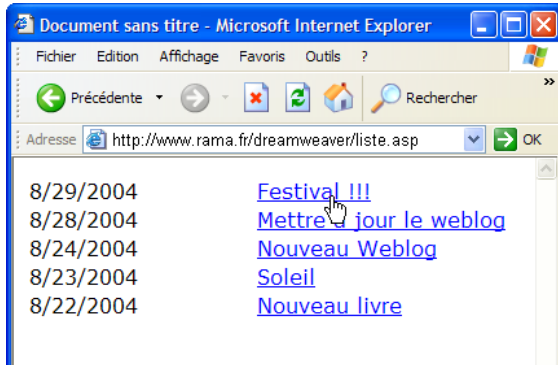 Document sans titre - Microsoft Internet Explorer
Fichier Edition Affichage Favoris Outils ?
Précédente Rechercher »
Adresse http://www.rama.fr/dreamweaver/liste.asp OK
8/29/2004 Festival !!!
8/28/2004 Mettre à jour le weblog
8/24/2004 Nouveau Weblog
8/23/2004 Soleil
8/22/2004 Nouveau livre